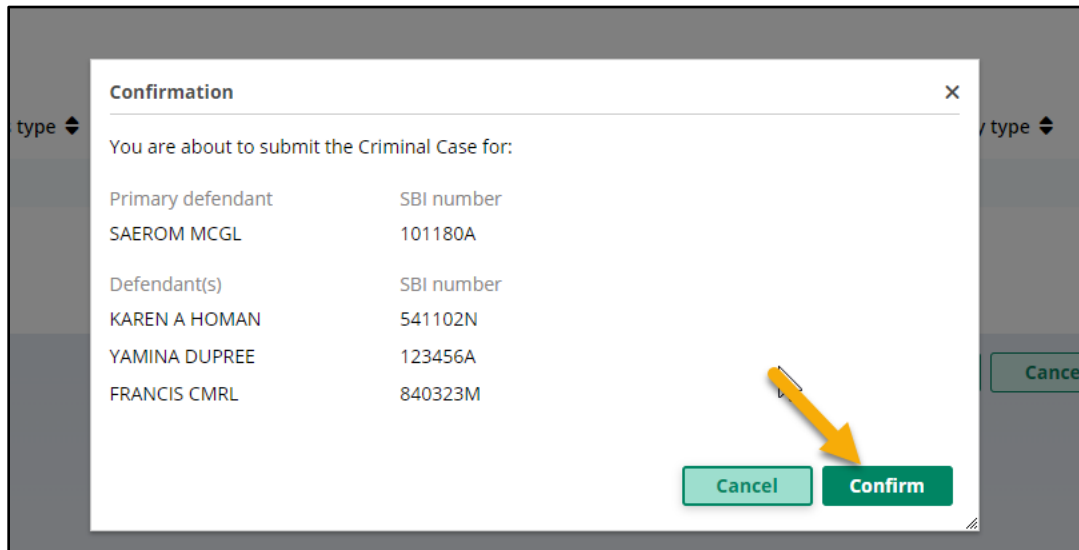 Confirmation
type
y type
You are about to submit the Criminal Case for:
Primary defendant SBI number
SAEROM MCGL 101180A
Defendant(s) SBI number
KAREN A HOMAN 541102N
YAMINA DUPREE 123456A
FRANCIS CMRL 840323M
Cance
Cancel Confirm